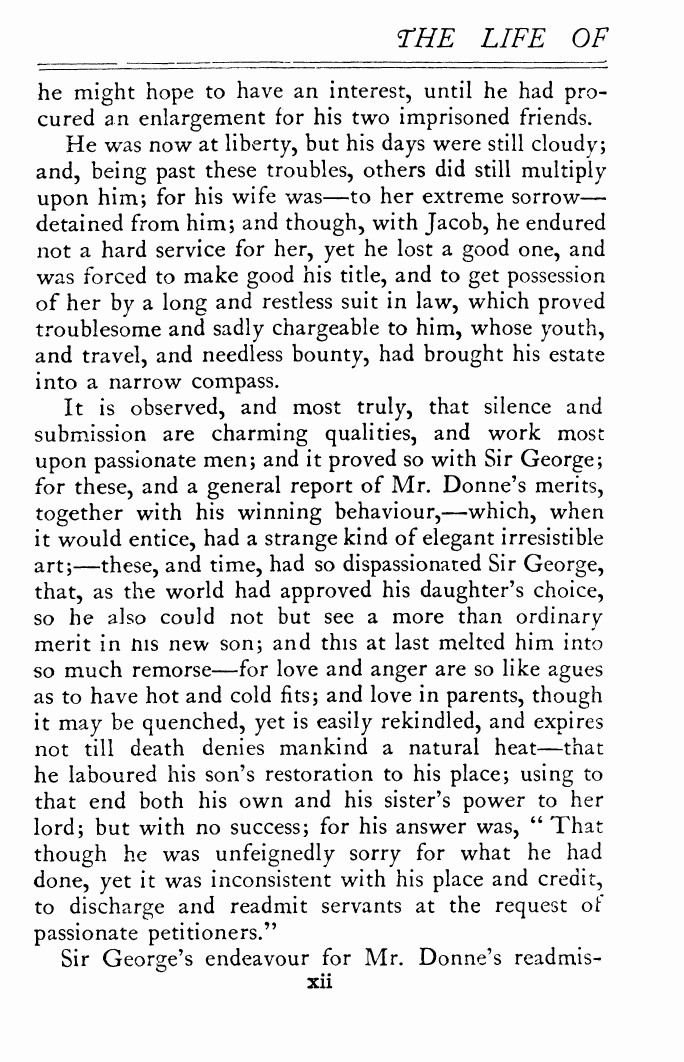 THE LIFE OF
he might hope to have an interest, until he had pro-
cured an enlargement for his two imprisoned friends.
He was now at liberty, but his days were still cloudy;
and, being past these troubles, others did still multiply
upon him; for his wife was—to her extreme sorrow—
detained from him; and though, with Jacob, he endured
not a hard service for her, yet he lost a good one, and
was forced to make good his title, and to get possession
of her by a long and restless suit in law, which proved
troublesome and sadly chargeable to him, whose youth,
and travel, and needless bounty, had brought his estate
into a narrow compass.
It is observed, and most truly, that silence and
submission are charming qualities, and work most
upon passionate men; and it proved so with Sir George;
for these, and a general report of Mr. Donne's merits,
together with his winning behaviour,—which, when
it would entice, had a strange kind of elegant irresistible
art;—these, and time, had so dispassionated Sir George,
that, as the world had approved his daughter's choice,
so he also could not but see a more than ordinary
merit in his new son; and this at last melted him into
so much remorse—for love and anger are so like agues
as to have hot and cold fits; and love in parents, though
it may be quenched, yet is easily rekindled, and expires
not till death denies mankind a natural heat—that
he laboured his son's restoration to his place; using to
that end both his own and his sister's power to her
lord; but with no success; for his answer was, “ That
though he was unfeignedly sorry for what he had
done, yet it was inconsistent with his place and credit,
to discharge and readmit servants at the request of
passionate petitioners.”
Sir George's endeavour for Mr. Donne's readmis-
xii